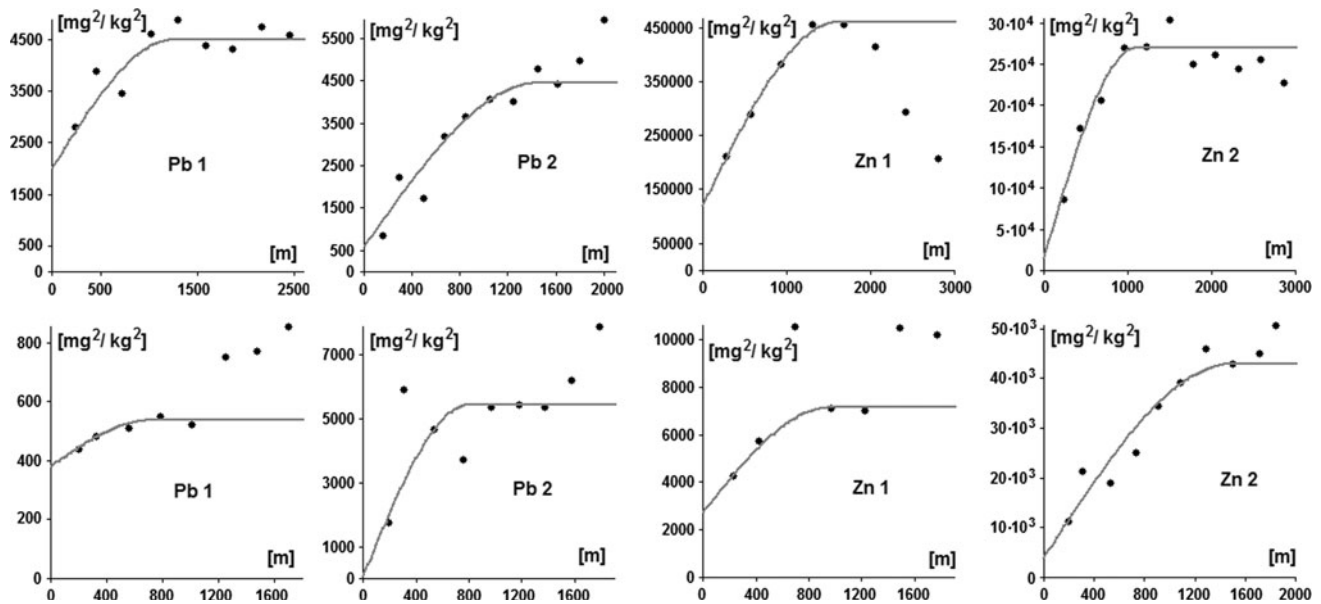 [mg²/ kg²]
4500
3500
2500
1500
500
0
Pb 1
[m]
0 500 1000 1500 2000 2500
[mg²/ kg²]
5500
4500
3500
2500
1500
500
0
Pb 2
[m]
0 400 800 1200 1600 2000
[mg²/ kg²]
450000
350000
250000
150000
50000
0
Zn 1
[m]
0 1000 2000 3000
[mg²/ kg²]
30·10⁴
25·10⁴
20·10⁴
15·10⁴
10·10⁴
5·10⁴
0
Zn 2
[m]
0 1000 2000 3000
[mg²/ kg²]
800
600
400
200
0
Pb 1
[m]
0 400 800 1200 1600
[mg²/ kg²]
7000
5000
3000
1000
0
Pb 2
[m]
0 400 800 1200 1600
[mg²/ kg²]
10000
8000
6000
4000
2000
0
Zn 1
[m]
0 400 800 1200 1600
[mg²/ kg²]
50·10³
40·10³
30·10³
20·10³
10·10³
0
Zn 2
[m]
0 400 800 1200 1600 2000